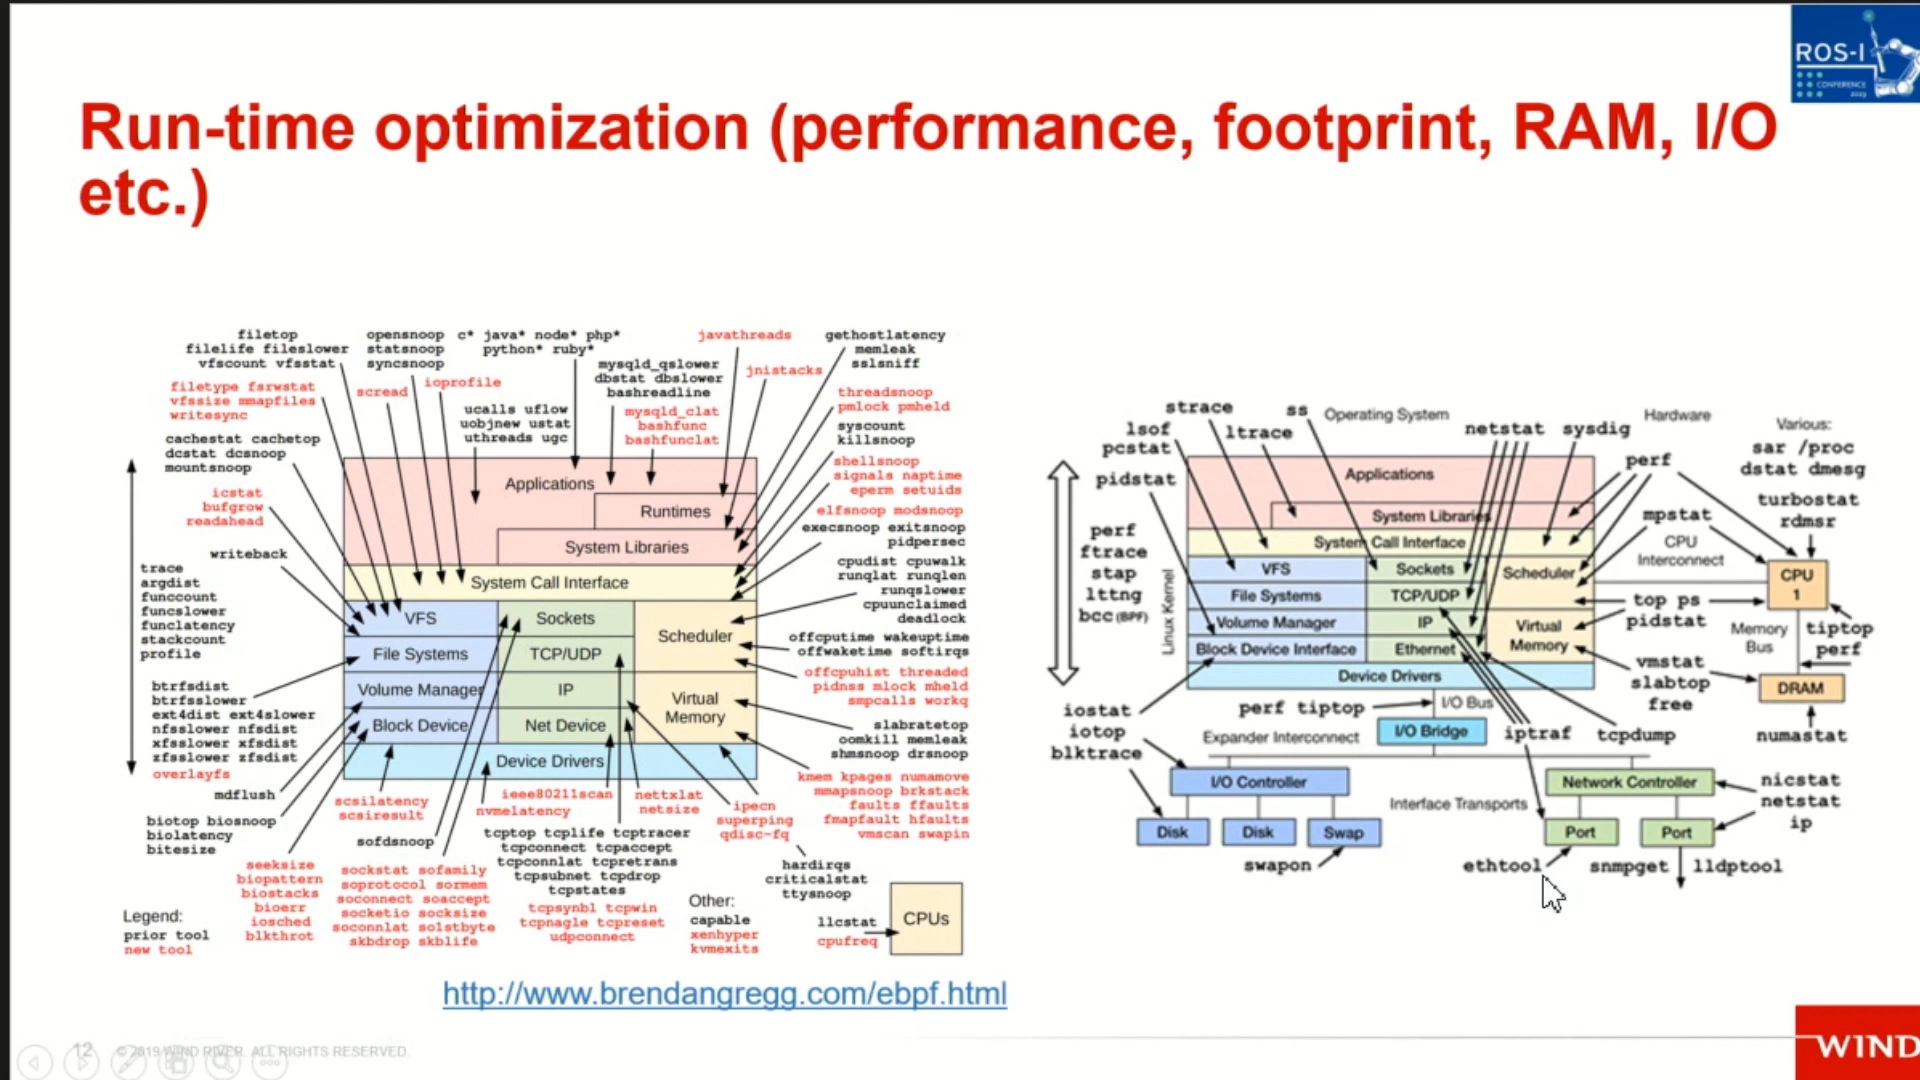 ROS-I
CONFERENCE
2019
Run-time optimization (performance, footprint, RAM, I/O
etc.)
filetop
filelife fileslower
vfscount vfsstat
filetype fsrwstat
vfssize mmapfiles
writesync
cachestat cachetop
dcstat dcsnoop
mountsnoop
icstat
bufgrow
readahead
writeback
trace
argdist
funccount
funcslower
funclatency
stackcount
profile
btrfsdist
btrfsslower
ext4dist ext4slower
nfsslower nfsdist
xfsslower xfsdist
zfsslower zfsdist
overlayfs
mdflush
biotop biosnoop
biolatency
bitesize
seeksize
biopattern
biostacks
bioerr
iosched
blkthrot
Legend:
prior tool
new tool
opensnoop
statsnoop
syncsnoop
scread
ioprofile
c* java* node* php*
python* ruby*
ucalls uflow
uobjnew ustat
uthreads ugc
mysqld_qslower
dbstat dbslower
bashreadline
mysqld_clat
bashfunc
bashfunclat
javathreads
jnistacks
gethostlatency
memleak
sslsniff
threadsnoop
pmlock pmheld
syscount
killsnoop
shellsnoop
signals naptime
eperm setuids
elfsnoop modsnoop
execsnoop exitsnoop
pidpersec
cpudist cpuwalk
runqlat runqlen
runqslower
cpuunclaimed
deadlock
offcputime wakeuptime
offwaketime softirqs
offcpuhist threaded
pidnss mlock mheld
smpcalls workq
slabratetop
oomkill memleak
shmsnoop drsnoop
kmem kpages numamove
mmapsnoop brkstack
faults ffaults
fmapfault hfaults
vmscan swapin
Applications
Runtimes
System Libraries
System Call Interface
VFS
Sockets
Scheduler
File Systems
TCP/UDP
Volume Manager
IP
Virtual
Memory
Block Device
Net Device
Device Drivers
scsilatency
scsiresult
sofdsnoop
sockstat sofamily
soprotocol sormem
soconnect soaccept
socketio socksize
soconnlat so1stbyte
skbdrop skblife
ieee80211scan
nvmelatency
nettxlat
netsize
tcptop tcplife tcptracer
tcpconnect tcpaccept
tcpconnlat tcpretrans
tcpsubnet tcpdrop
tcpstates
tcpsynbl tcpwin
tcpnagle tcpreset
udpconnect
ipecn
superping
qdisc-fq
hardirqs
criticalstat
ttysnoop
Other:
capable
xenhyper
kvmexits
llcstat
cpufreq
CPUs
strace
ss
Operating System
netstat
sysdig
Hardware
Various:
sar /proc
dstat dmesg
lsof
pcstat
ltrace
pidstat
perf
turbostat
rdmsr
mpstat
CPU
Interconnect
perf
ftrace
stap
lttng
bcc (BPF)
Linux Kernel
Applications
System Libraries
System Call Interface
VFS
Sockets
Scheduler
File Systems
TCP/UDP
Volume Manager
IP
Virtual
Memory
Block Device Interface
Ethernet
Device Drivers
CPU
1
top ps
pidstat
Memory
Bus
tiptop
perf
vmstat
slabtop
free
DRAM
numastat
iostat
iotop
blktrace
perf tiptop
I/O Bus
I/O Bridge
Expander Interconnect
iptraf
tcpdump
I/O Controller
Interface Transports
Network Controller
nicstat
netstat
ip
Disk
Disk
Swap
Port
Port
swapon
ethtool
snmpget
lldptool
http://www.brendangregg.com/ebpf.html
12
© 2019 WIND RIVER. ALL RIGHTS RESERVED.
WIND